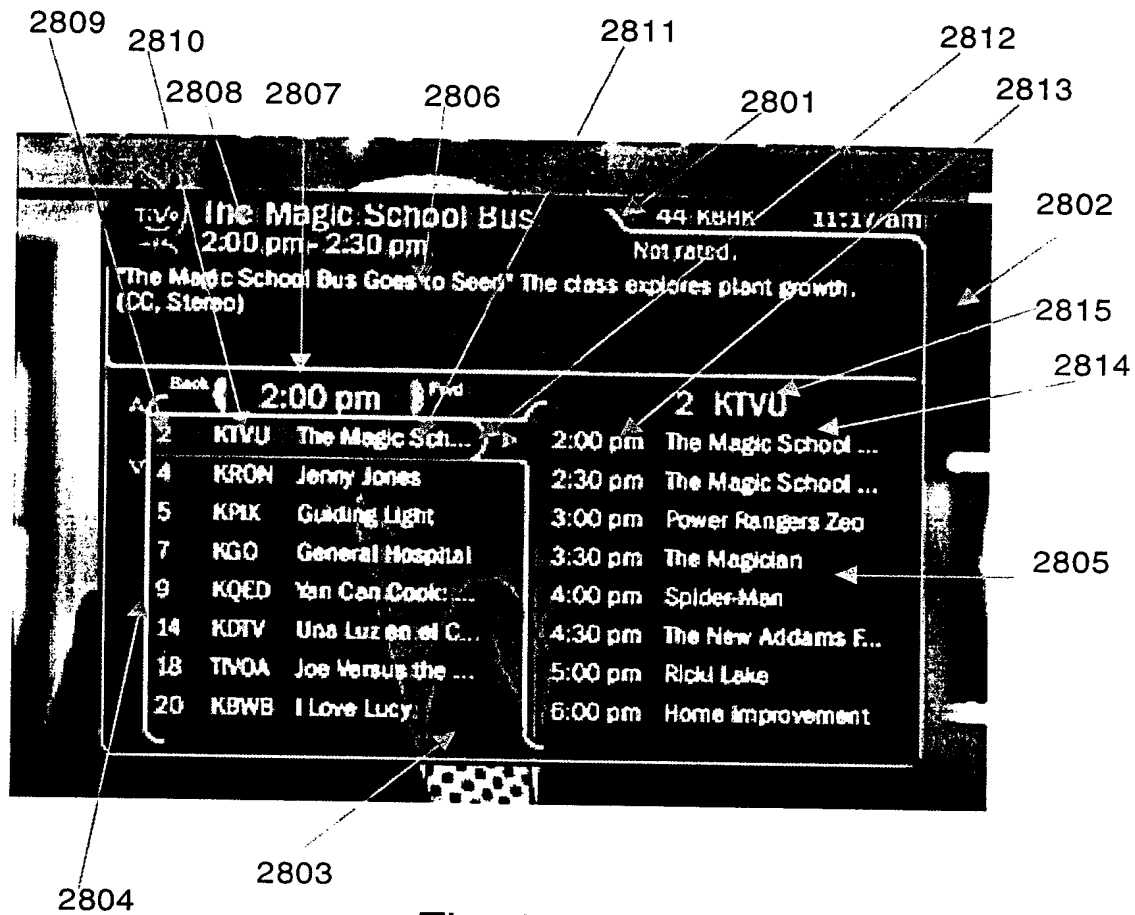 2809
2810
2811
2812
2808 2807 2806 2801 2813
TiVo The Magic School Bus 44 KBHK 11:17 am
2:00 pm - 2:30 pm Not rated.
2802
"The Magic School Bus Goes to Seed" The class explores plant growth.
(CC, Stereo)
2815
2814
Back 2:00 pm Fwd 2 KTVU
2 KTVU The Magic Sch... 2:00 pm The Magic School ...
4 KRON Jenny Jones 2:30 pm The Magic School ...
5 KPIX Guiding Light 3:00 pm Power Rangers Zeo
7 KGO General Hospital 3:30 pm The Magician
2805
9 KQED Yan Can Cook: ... 4:00 pm Spider-Man
14 KDTV Una Luz en el C... 4:30 pm The New Addams F...
18 TIVOA Joe Versus the ... 5:00 pm Ricki Lake
20 KBWB I Love Lucy 6:00 pm Home Improvement
2803
2804